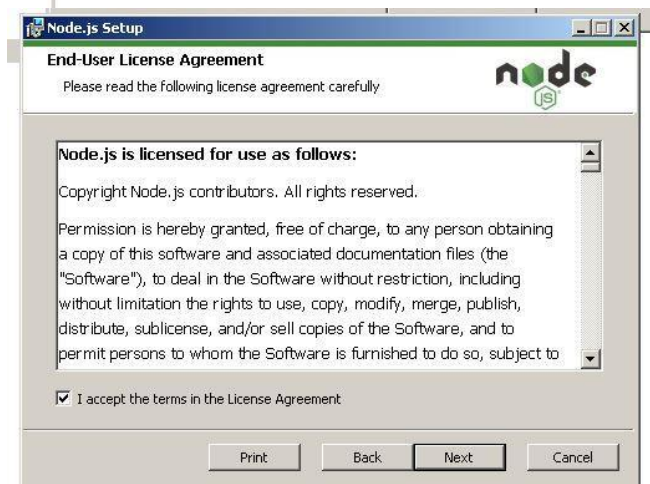 Node.js Setup
End-User License Agreement
Please read the following license agreement carefully
node
JS
Node.js is licensed for use as follows:
Copyright Node.js contributors. All rights reserved.
Permission is hereby granted, free of charge, to any person obtaining
a copy of this software and associated documentation files (the
"Software"), to deal in the Software without restriction, including
without limitation the rights to use, copy, modify, merge, publish,
distribute, sublicense, and/or sell copies of the Software, and to
permit persons to whom the Software is furnished to do so, subject to
I accept the terms in the License Agreement
Print
Back
Next
Cancel